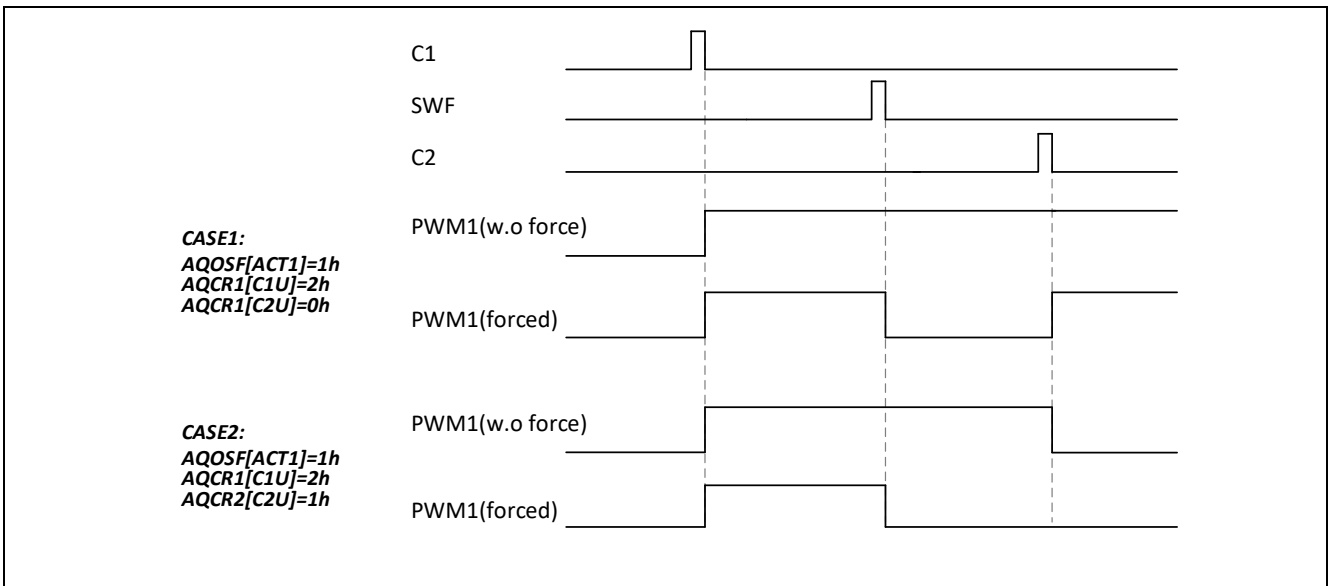 C1
SWF
C2
PWM1(w.o force)
CASE1:
AQOSF[ACT1]=1h
AQCR1[C1U]=2h
AQCR1[C2U]=0h
PWM1(forced)
PWM1(w.o force)
CASE2:
AQOSF[ACT1]=1h
AQCR1[C1U]=2h
AQCR2[C2U]=1h
PWM1(forced)